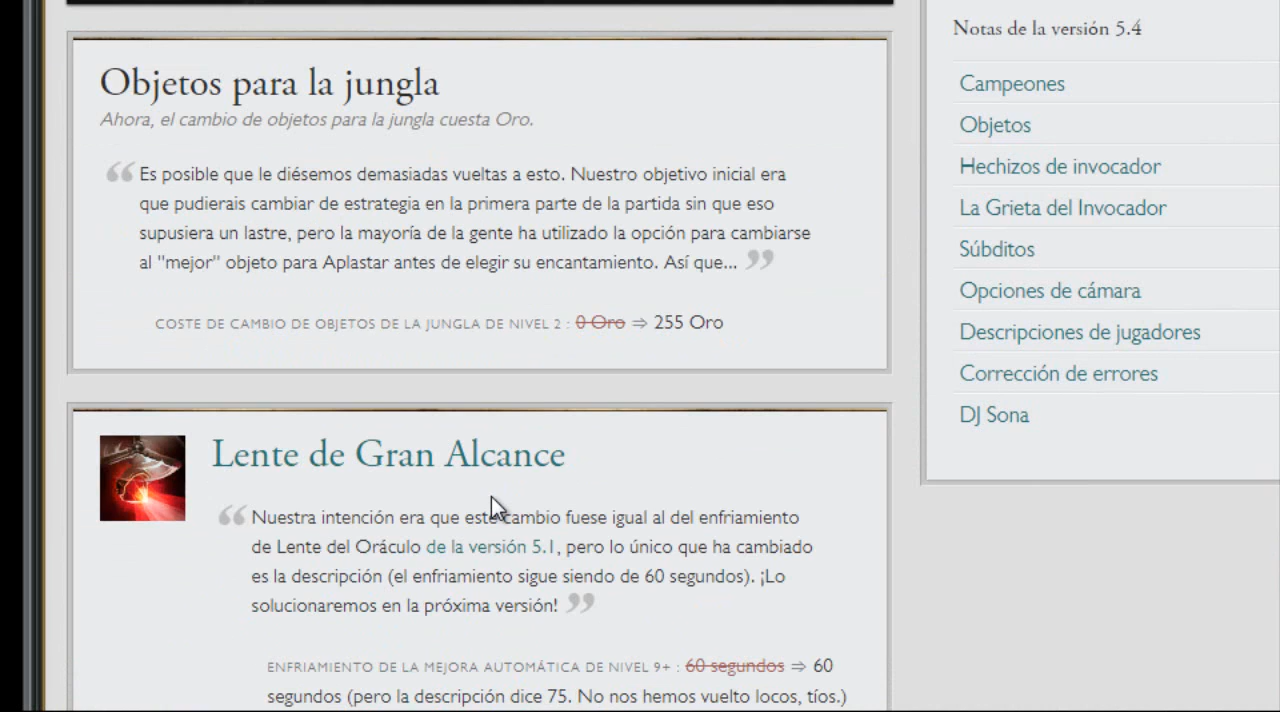 Objetos para la jungla
Ahora, el cambio de objetos para la jungla cuesta Oro.
“ Es posible que le diésemos demasiadas vueltas a esto. Nuestro objetivo inicial era
que pudierais cambiar de estrategia en la primera parte de la partida sin que eso
supusiera un lastre, pero la mayoría de la gente ha utilizado la opción para cambiarse
al "mejor" objeto para Aplastar antes de elegir su encantamiento. Así que... ”
COSTE DE CAMBIO DE OBJETOS DE LA JUNGLA DE NIVEL 2 : 0 Oro ⇒ 255 Oro
Lente de Gran Alcance
“ Nuestra intención era que este cambio fuese igual al del enfriamiento
de Lente del Oráculo de la versión 5.1, pero lo único que ha cambiado
es la descripción (el enfriamiento sigue siendo de 60 segundos). ¡Lo
solucionaremos en la próxima versión! ”
ENFRIAMIENTO DE LA MEJORA AUTOMÁTICA DE NIVEL 9+ : 60 segundos ⇒ 60
segundos (pero la descripción dice 75. No nos hemos vuelto locos, tíos.)
Notas de la versión 5.4
Campeones
Objetos
Hechizos de invocador
La Grieta del Invocador
Súbditos
Opciones de cámara
Descripciones de jugadores
Corrección de errores
DJ Sona